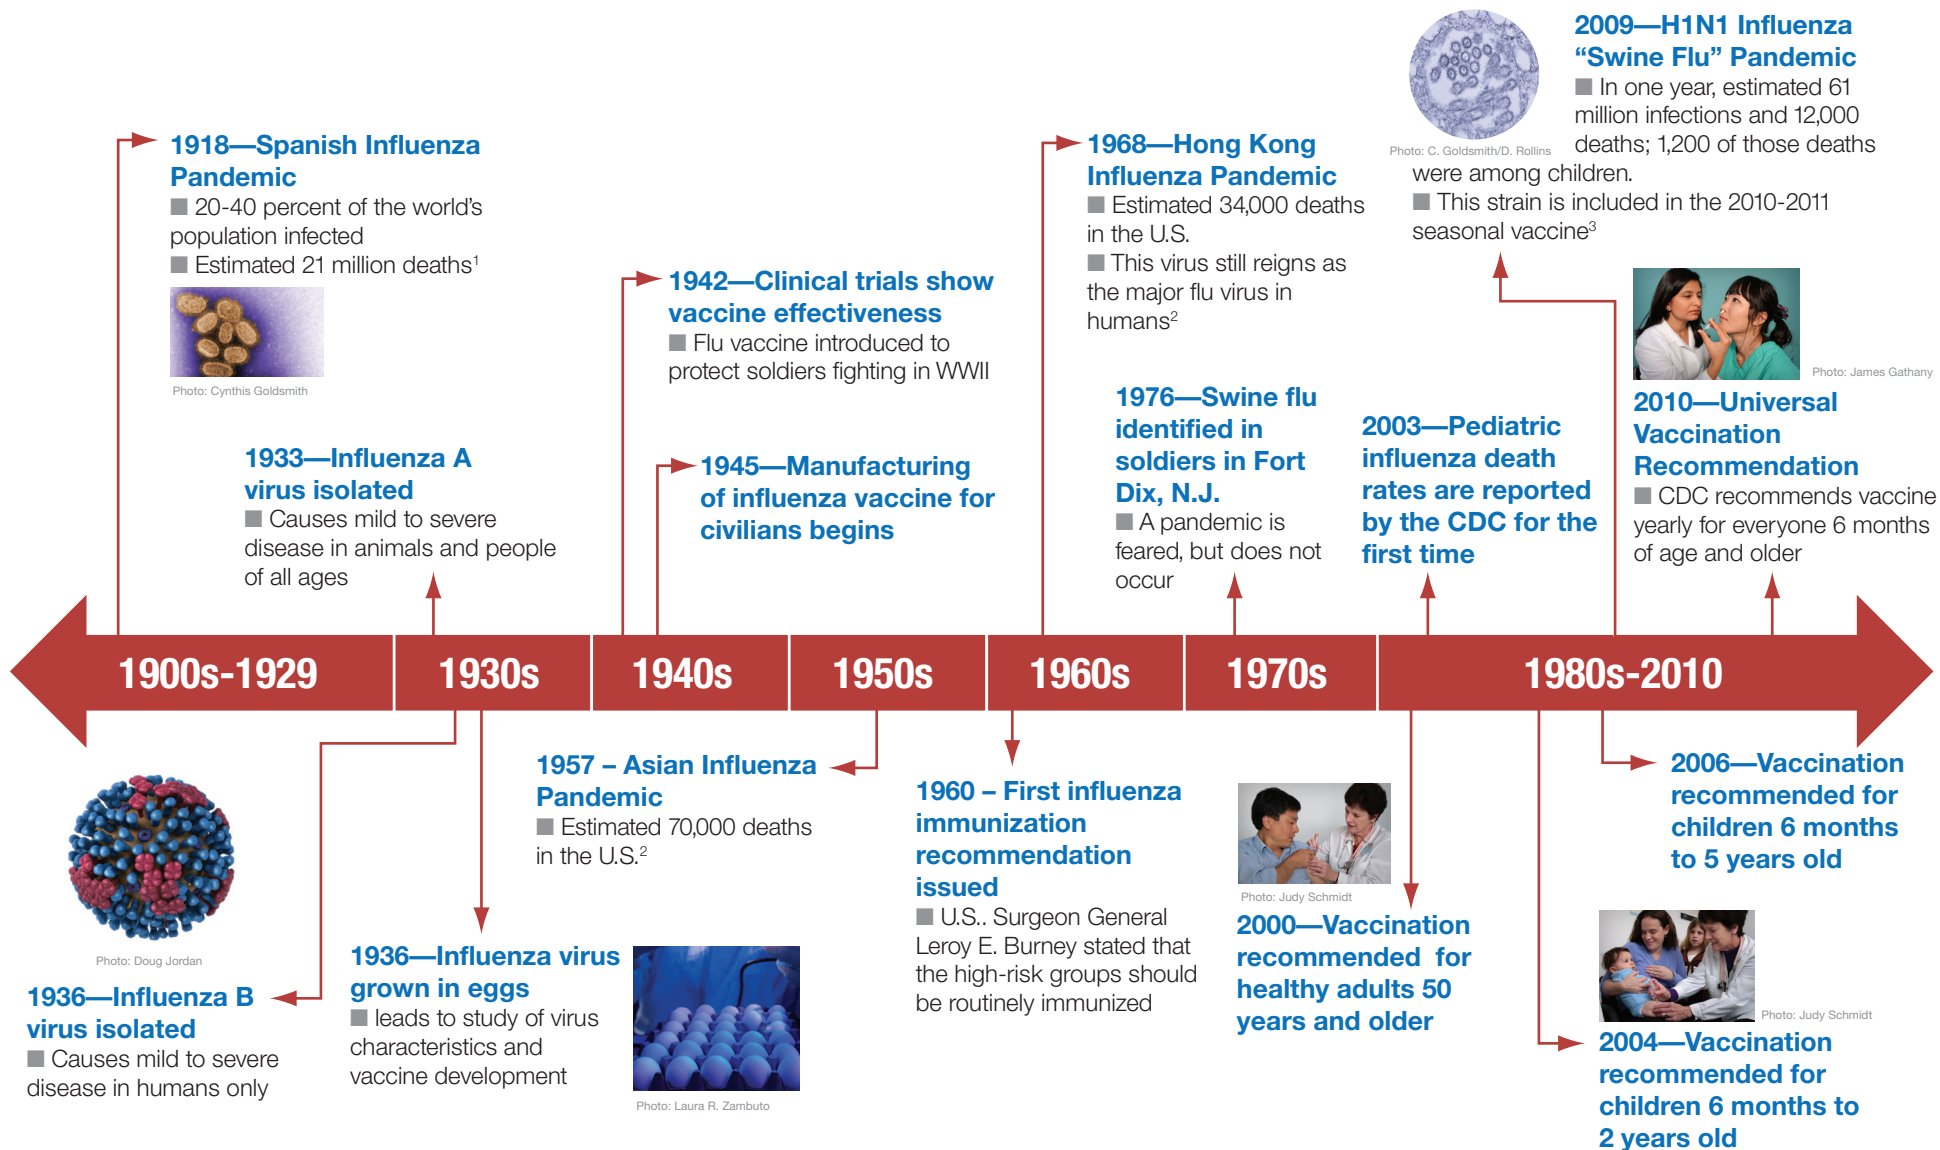 1918—Spanish Influenza
Pandemic
■ 20-40 percent of the world's
population infected
■ Estimated 21 million deaths¹
Photo: Cynthis Goldsmith
1933—Influenza A
virus isolated
■ Causes mild to severe
disease in animals and people
of all ages
1942—Clinical trials show
vaccine effectiveness
■ Flu vaccine introduced to
protect soldiers fighting in WWII
1945—Manufacturing
of influenza vaccine for
civilians begins
1968—Hong Kong
Influenza Pandemic
■ Estimated 34,000 deaths
in the U.S.
■ This virus still reigns as
the major flu virus in
humans²
1976—Swine flu
identified in
soldiers in Fort
Dix, N.J.
■ A pandemic is
feared, but does not
occur
2003—Pediatric
influenza death
rates are reported
by the CDC for the
first time
Photo: C. Goldsmith/D. Rollins
2009—H1N1 Influenza
“Swine Flu” Pandemic
■ In one year, estimated 61
million infections and 12,000
deaths; 1,200 of those deaths
were among children.
■ This strain is included in the 2010-2011
seasonal vaccine³
Photo: James Gathany
2010—Universal
Vaccination
Recommendation
■ CDC recommends vaccine
yearly for everyone 6 months
of age and older
1900s-1929
1930s
1940s
1950s
1960s
1970s
1980s-2010
Photo: Doug Jordan
1936—Influenza B
virus isolated
■ Causes mild to severe
disease in humans only
1936—Influenza virus
grown in eggs
■ leads to study of virus
characteristics and
vaccine development
Photo: Laura R. Zambuto
1957 – Asian Influenza
Pandemic
■ Estimated 70,000 deaths
in the U.S.²
1960 – First influenza
immunization
recommendation
issued
■ U.S.. Surgeon General
Leroy E. Burney stated that
the high-risk groups should
be routinely immunized
Photo: Judy Schmidt
2000—Vaccination
recommended for
healthy adults 50
years and older
2006—Vaccination
recommended for
children 6 months
to 5 years old
Photo: Judy Schmidt
2004—Vaccination
recommended for
children 6 months to
2 years old